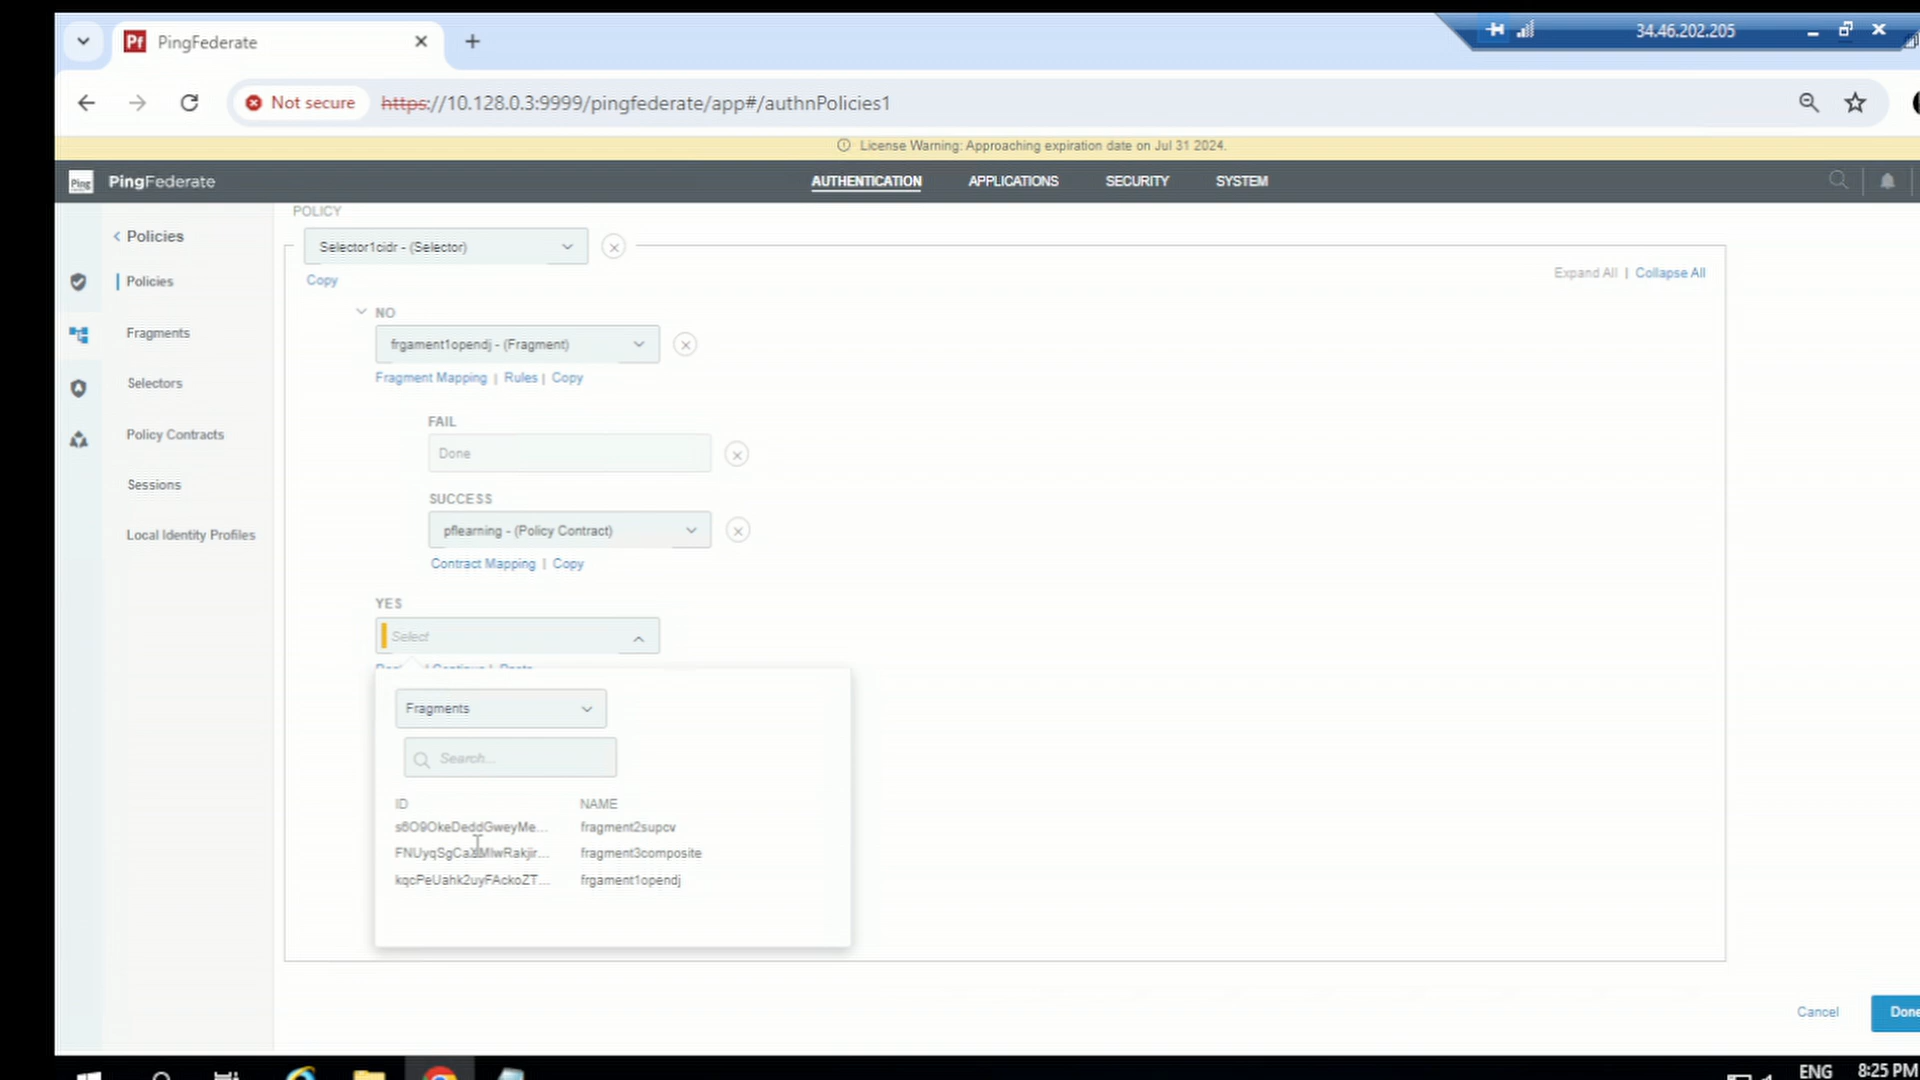 PingFederate
34.46.202.205
Not secure
https://10.128.0.3:9999/pingfederate/app#/authnPolicies1
License Warning: Approaching expiration date on Jul 31 2024.
Ping
PingFederate
AUTHENTICATION
APPLICATIONS
SECURITY
SYSTEM
Policies
Policies
Fragments
Selectors
Policy Contracts
Sessions
Local Identity Profiles
POLICY
Selector1cidr - (Selector)
Expand All | Collapse All
Copy
NO
frgament1opendj - (Fragment)
Fragment Mapping | Rules | Copy
FAIL
Done
SUCCESS
pflearning - (Policy Contract)
Contract Mapping | Copy
YES
Select
Fragments
Search...
ID NAME
fragment2supcv
fragment3composite
kqcPeUahk2uyFAckoZT... frgament1opendj
Cancel
Done
ENG
8:25 PM